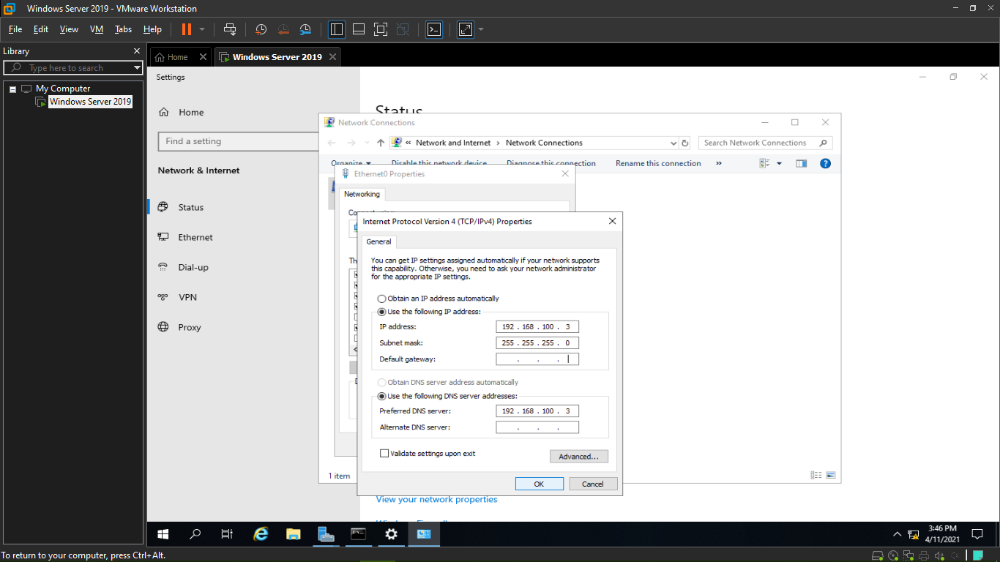 Windows Server 2019 - VMware Workstation
File Edit View VM Tabs Help
Library
Home
Windows Server 2019
Type here to search
My Computer
Windows Server 2019
Settings
Home
Find a setting
Network & Internet
Status
Ethernet
Dial-up
VPN
Proxy
Status
Network Connections
« Network and Internet › Network Connections
Search Network Connections
Organize Disable this network device Diagnose this connection Rename this connection »
Ethernet0 Properties
Networking
Connect using:
Th
Internet Protocol Version 4 (TCP/IPv4) Properties
General
You can get IP settings assigned automatically if your network supports
this capability. Otherwise, you need to ask your network administrator
for the appropriate IP settings.
Obtain an IP address automatically
Use the following IP address:
IP address: 192 . 168 . 100 . 3
Subnet mask: 255 . 255 . 255 . 0
Default gateway: . . .
Obtain DNS server address automatically
Use the following DNS server addresses:
Preferred DNS server: 192 . 168 . 100 . 3
Alternate DNS server: . . .
Validate settings upon exit
Advanced...
OK Cancel
1 item
View your network properties
3:46 PM
4/11/2021
To return to your computer, press Ctrl+Alt.